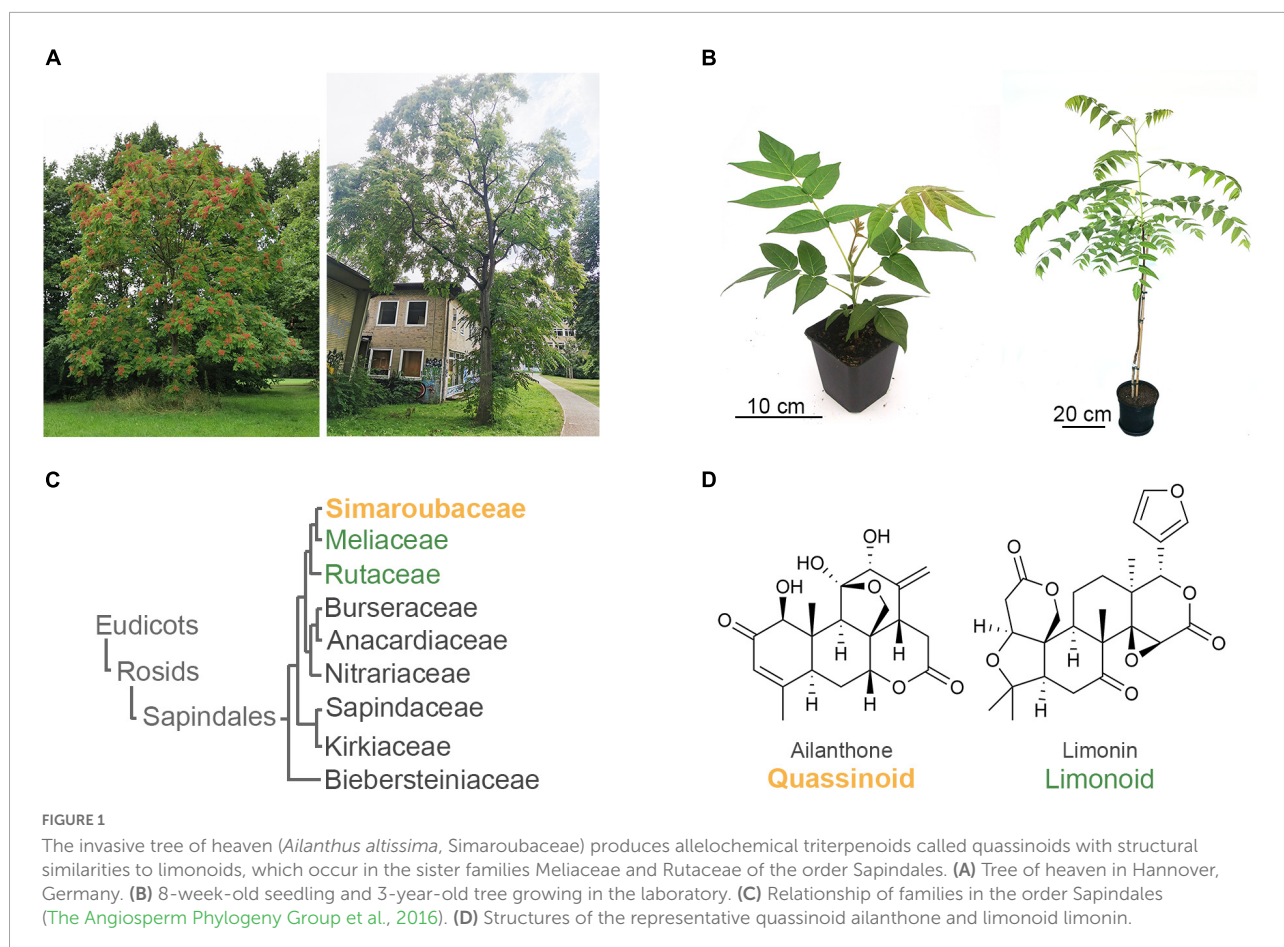 A
B
10 cm
20 cm
C
Simaroubaceae
Meliaceae
Rutaceae
Burseraceae
Anacardiaceae
Nitrariaceae
Sapindaceae
Kirkiaceae
Biebersteiniaceae
Eudicots
Rosids
Sapindales
D
OH
HO
O
OH
O
H
H
H
H
O
O
Ailanthone
Quassinoid
O
O
O
H
O
H
O
O
O
O
H
Limonin
Limonoid
FIGURE 1
The invasive tree of heaven (Ailanthus altissima, Simaroubaceae) produces allelochemical triterpenoids called quassinoids with structural
similarities to limonoids, which occur in the sister families Meliaceae and Rutaceae of the order Sapindales. (A) Tree of heaven in Hannover,
Germany. (B) 8-week-old seedling and 3-year-old tree growing in the laboratory. (C) Relationship of families in the order Sapindales
(The Angiosperm Phylogeny Group et al., 2016). (D) Structures of the representative quassinoid ailanthone and limonoid limonin.